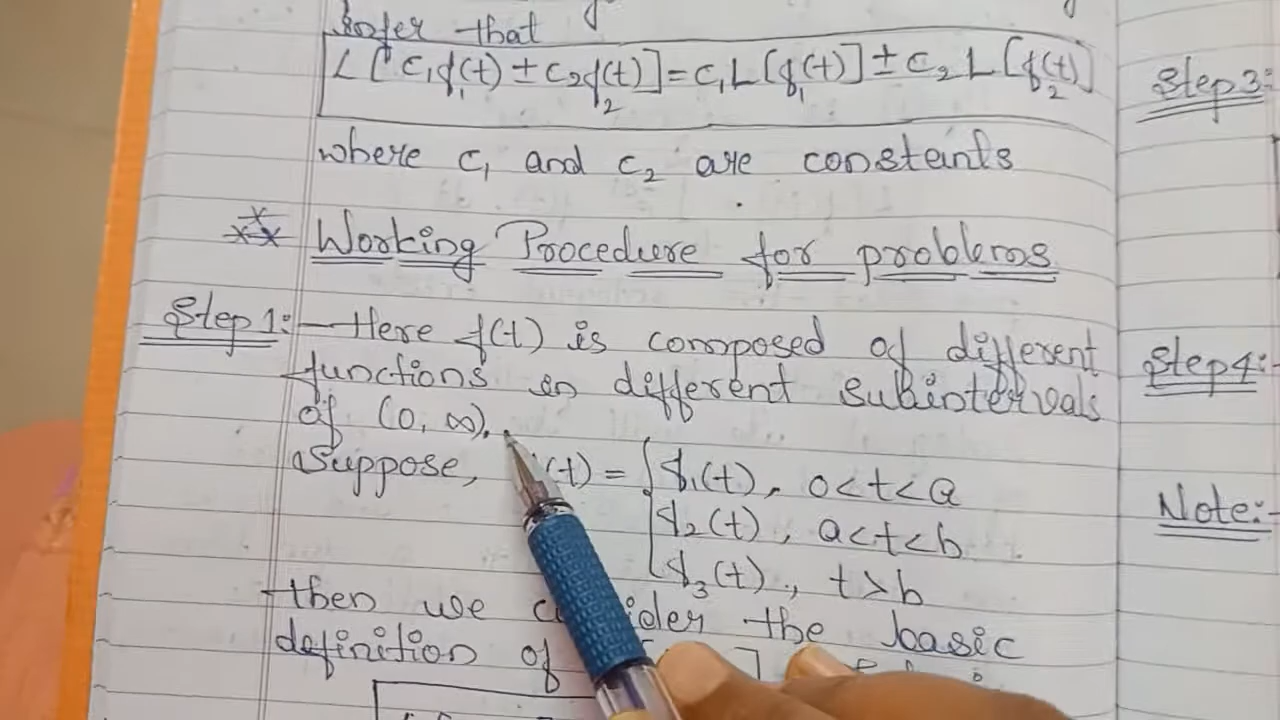 Infer that
L[c₁f₁(t) ± c₂f₂(t)] = c₁L[f₁(t)] ± c₂L[f₂(t)]
where c₁ and c₂ are constants
Working Procedure for problems
Step 1:- Here f(t) is composed of different
functions in different subintervals
of (0, ∞).
Suppose, f(t) = { f₁(t), 0<t<a
f₂(t), a<t<b
f₃(t), t>b
then we consider the basic
definition of
Step 3:
Step 4:-
Note:-